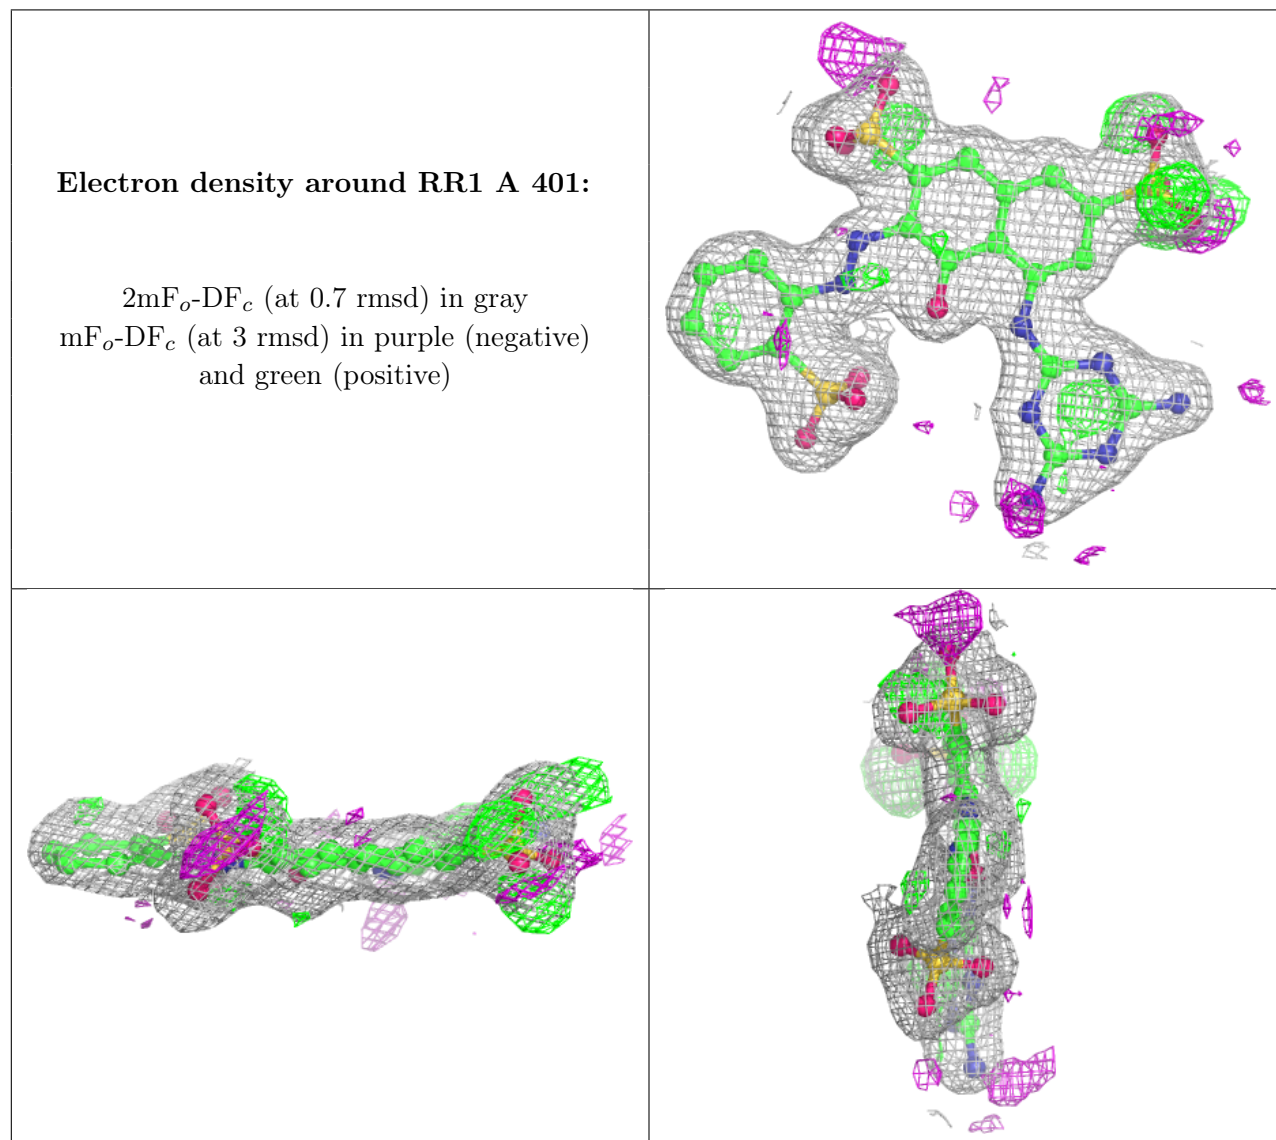 Electron density around RR1 A 401:
2mFo-DFc (at 0.7 rmsd) in gray
mFo-DFc (at 3 rmsd) in purple (negative)
and green (positive)